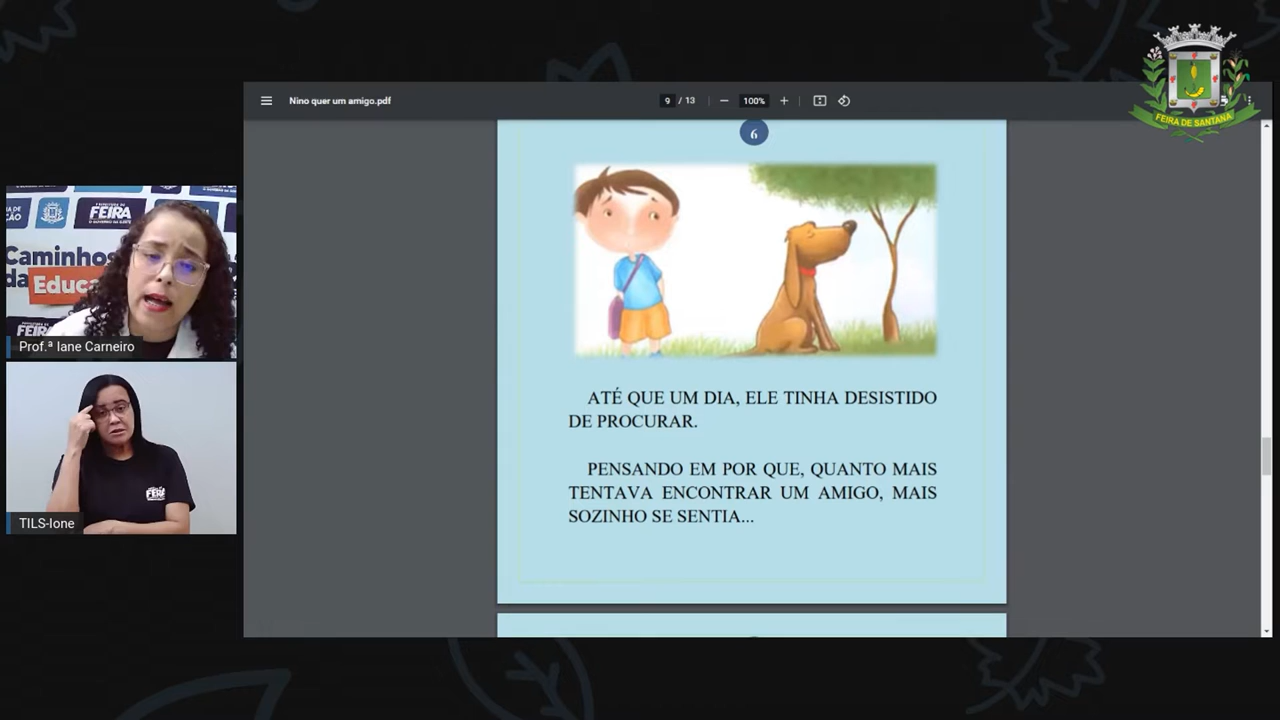 Nino quer um amigo.pdf
9 / 13
100%
FEIRA DE SANTANA
6
ATÉ QUE UM DIA, ELE TINHA DESISTIDO
DE PROCURAR.
PENSANDO EM POR QUE, QUANTO MAIS
TENTAVA ENCONTRAR UM AMIGO, MAIS
SOZINHO SE SENTIA...
FEIRA
Caminhos
da
Educa
FEIRA
Prof.ª Iane Carneiro
FEIRA
TILS-Ione